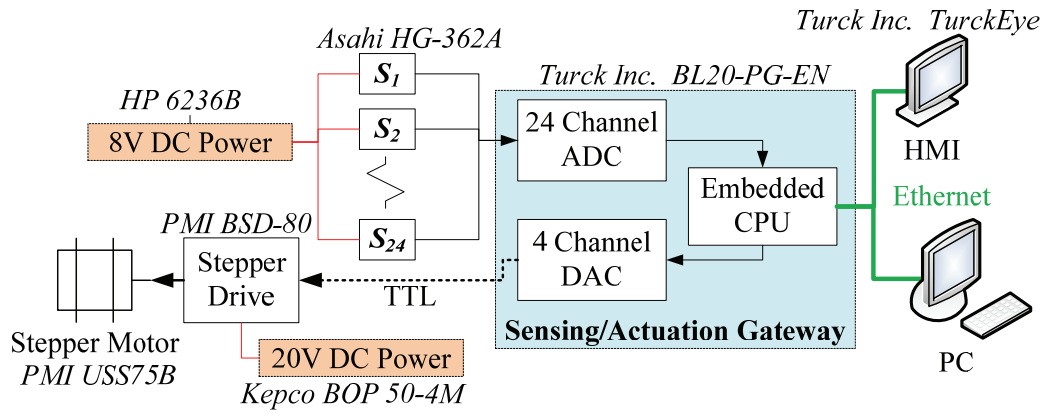 Turck Inc. TurckEye
Asahi HG-362A
S1
Turck Inc. BL20-PG-EN
HP 6236B
8V DC Power
S2
24 Channel
ADC
HMI
Embedded
CPU
Ethernet
PMI BSD-80
S24
4 Channel
DAC
Stepper
Drive
TTL
Sensing/Actuation Gateway
Stepper Motor
PMI USS75B
20V DC Power
Kepco BOP 50-4M
PC